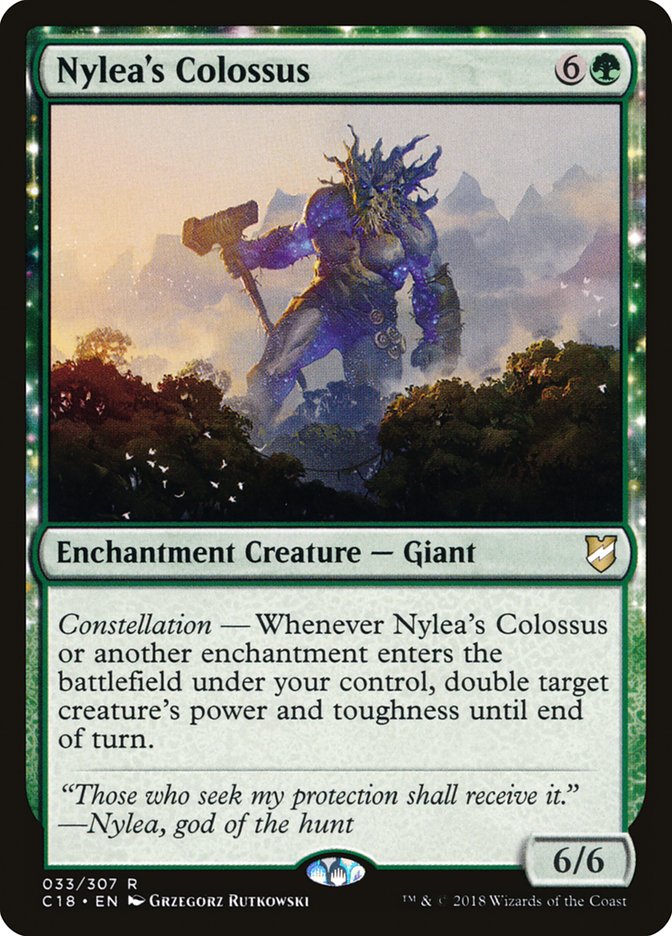 Nylea's Colossus 6
Enchantment Creature — Giant
Constellation — Whenever Nylea's Colossus
or another enchantment enters the
battlefield under your control, double target
creature's power and toughness until end
of turn.
"Those who seek my protection shall receive it."
—Nylea, god of the hunt
6/6
033/307 R
C18 • EN Grzegorz Rutkowski ™ & © 2018 Wizards of the Coast